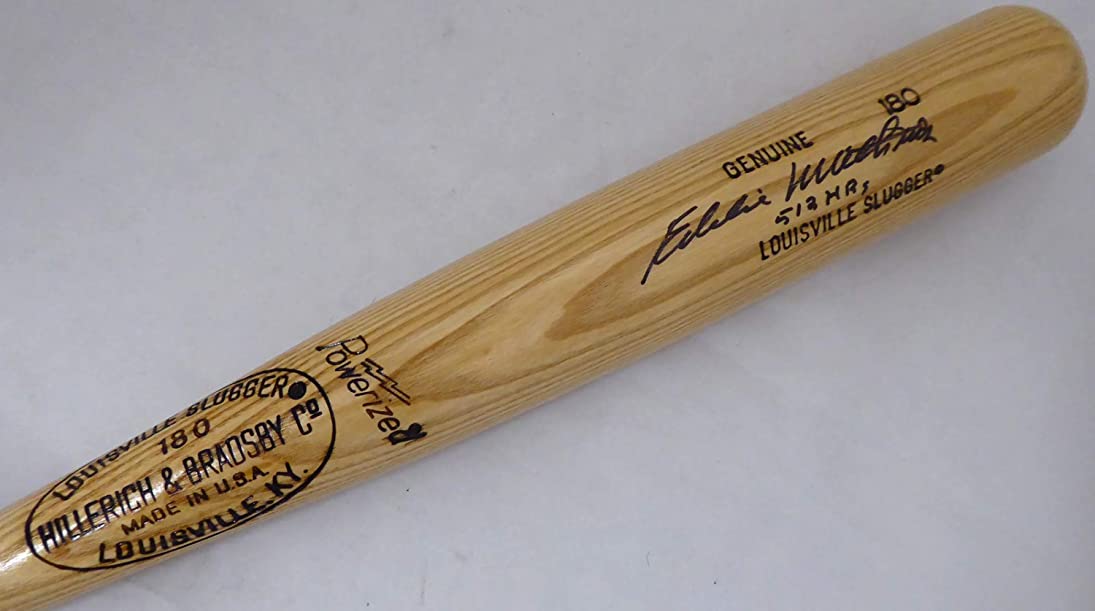 LOUISVILLE SLUGGER
180
HILLERICH & BRADSBY Co
MADE IN U.S.A.
LOUISVILLE, KY.
Powerized
GENUINE 180
Eddie Mathews
512 HRs
LOUISVILLE SLUGGER